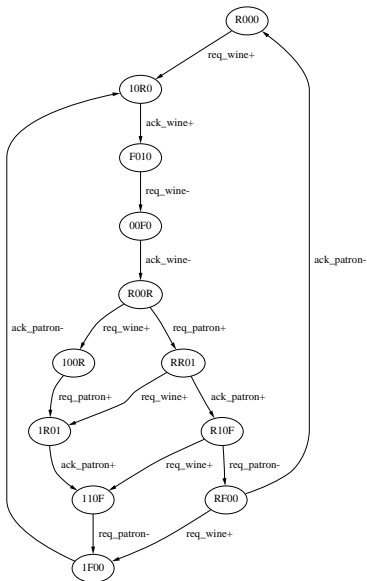 R000
req_wine+
10R0
ack_wine+
F010
req_wine-
00F0
ack_wine-
ack_patron-
R00R
req_wine+
req_patron+
ack_patron-
100R
RR01
req_patron+
req_wine+
ack_patron+
1R01
R10F
ack_patron+
req_wine+
req_patron-
110F
RF00
req_patron-
req_wine+
1F00